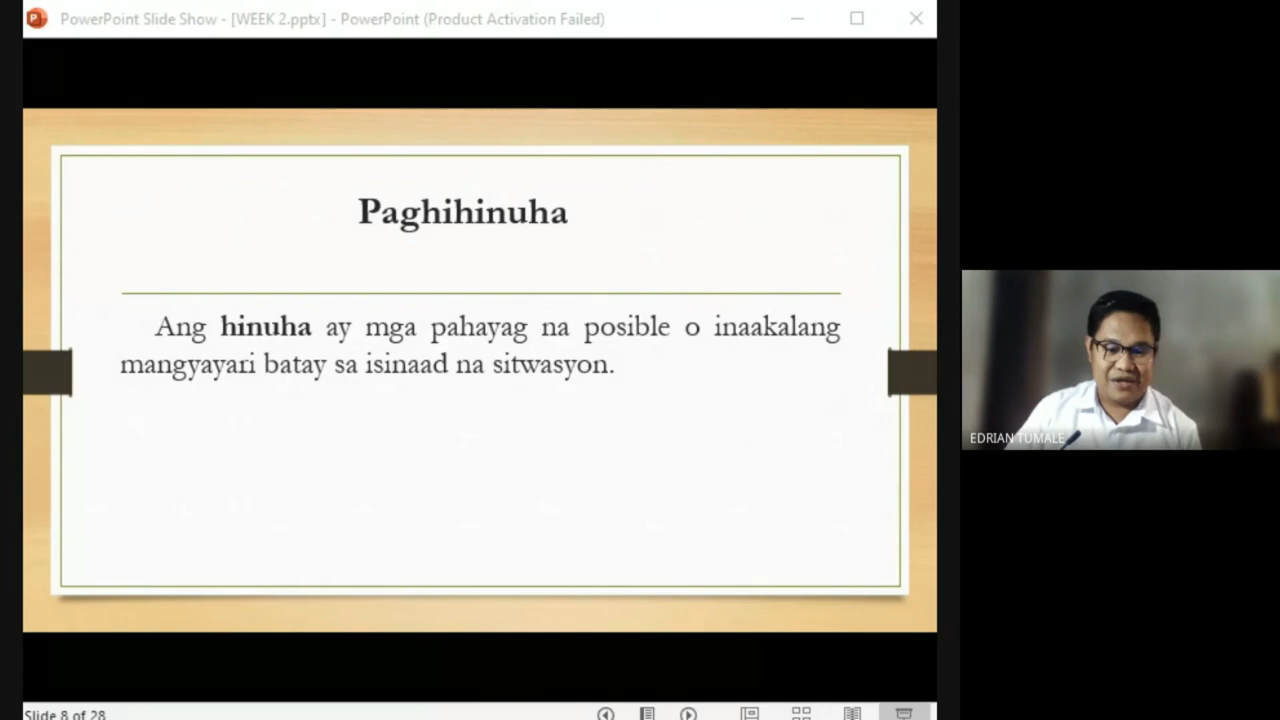 PowerPoint Slide Show - [WEEK 2.pptx] - PowerPoint (Product Activation Failed)
Paghihinuha
Ang hinuha ay mga pahayag na posible o inaakalang
mangyayari batay sa isinaad na sitwasyon.
EDRIAN TUMALE
Slide 8 of 28